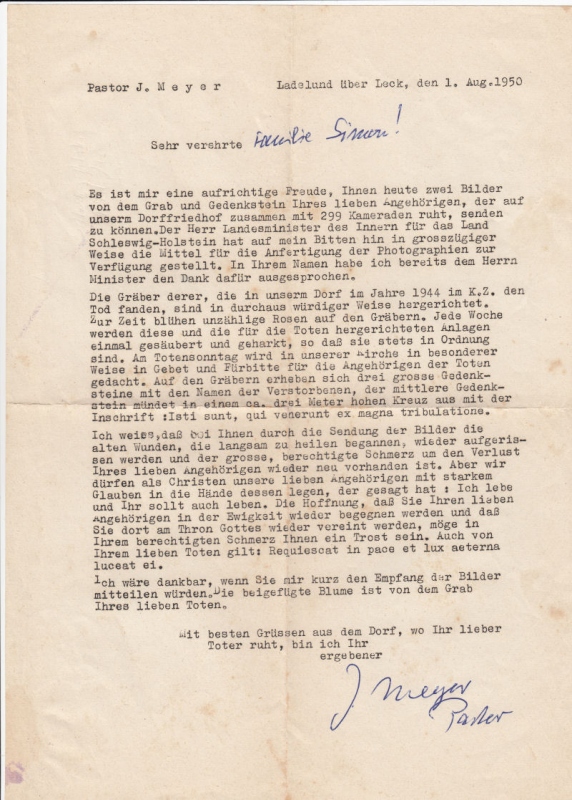 Pastor J. M e y e r Ladelund über Leck, den 1. Aug.1950
Sehr verehrte Familie Simon!
Es ist mir eine aufrichtige Freude, Ihnen heute zwei Bilder
von dem Grab und Gedenkstein Ihres lieben Angehörigen, der auf
unserm Dorffriedhof zusammen mit 299 Kameraden ruht, senden
zu können.Der Herr Landesminister des Innern für das Land
Schleswig-Holstein hat auf mein Bitten hin in grosszügiger
Weise die Mittel für die Anfertigung der Photographien zur
Verfügung gestellt. In Ihrem Namen habe ich bereits dem Herrn
Minister den Dank dafür ausgesprochen.
Die Gräber derer, die in unserm Dorf im Jahre 1944 im K.Z. den
Tod fanden, sind in durchaus würdiger Weise hergerichtet.
Zur Zeit blühen unzählige Rosen auf den Gräbern. Jede Woche
werden diese und die für die Toten hergerichteten Anlagen
einmal gesäubert und geharkt, so daß sie stets in Ordnung
sind. Am Totensonntag wird in unserer Kirche in besonderer
Weise in Gebet und Fürbitte für die Angehörigen der Toten
gedacht. Auf den Gräbern erheben sich drei grosse Gedenk-
steine mit den Namen der Verstorbenen, der mittlere Gedenk-
stein mündet in einem ca. drei Meter hohen Kreuz aus mit der
Inschrift :Isti sunt, qui venerunt ex magna tribulatione.
Ich weiss,daß bei Ihnen durch die Sendung der Bilder die
alten Wunden, die langsam zu heilen begannen, wieder aufgeris-
sen werden und der grosse, berechtigte Schmerz um den Verlust
Ihres lieben Angehörigen wieder neu vorhanden ist. Aber wir
dürfen als Christen unsere lieben Angehörigen mit starkem
Glauben in die Hände dessen legen, der gesagt hat : Ich lebe
und Ihr sollt auch leben. Die Hoffnung, daß Sie Ihren lieben
Angehörigen in der Ewigkeit wieder begegnen werden und daß
Sie dort am Thron Gottes wieder vereint werden, möge in
Ihrem berechtigten Schmerz Ihnen ein Trost sein. Auch von
Ihrem lieben Toten gilt: Requiescat in pace et lux aeterna
luceat ei.
Ich wäre dankbar, wenn Sie mir kurz den Empfang der Bilder
mitteilen würden.Die beigefügte Blume ist von dem Grab
Ihres lieben Toten.
Mit besten Grüssen aus dem Dorf, wo Ihr lieber
Toter ruht, bin ich Ihr
ergebener
J Meyer
Pastor